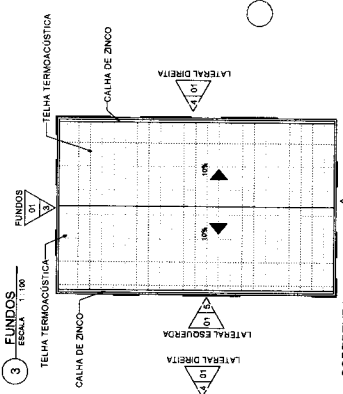 3 FUNDOS
ESCALA 1:100
FUNDOS
01
3
TELHA TERMOACÚSTICA
CALHA DE ZINCO
TELHA TERMOACÚSTICA
CALHA DE ZINCO
10%
10%
LATERAL DIREITA
4 01
LATERAL ESQUERDA
01 5
LATERAL DIREITA
4 01